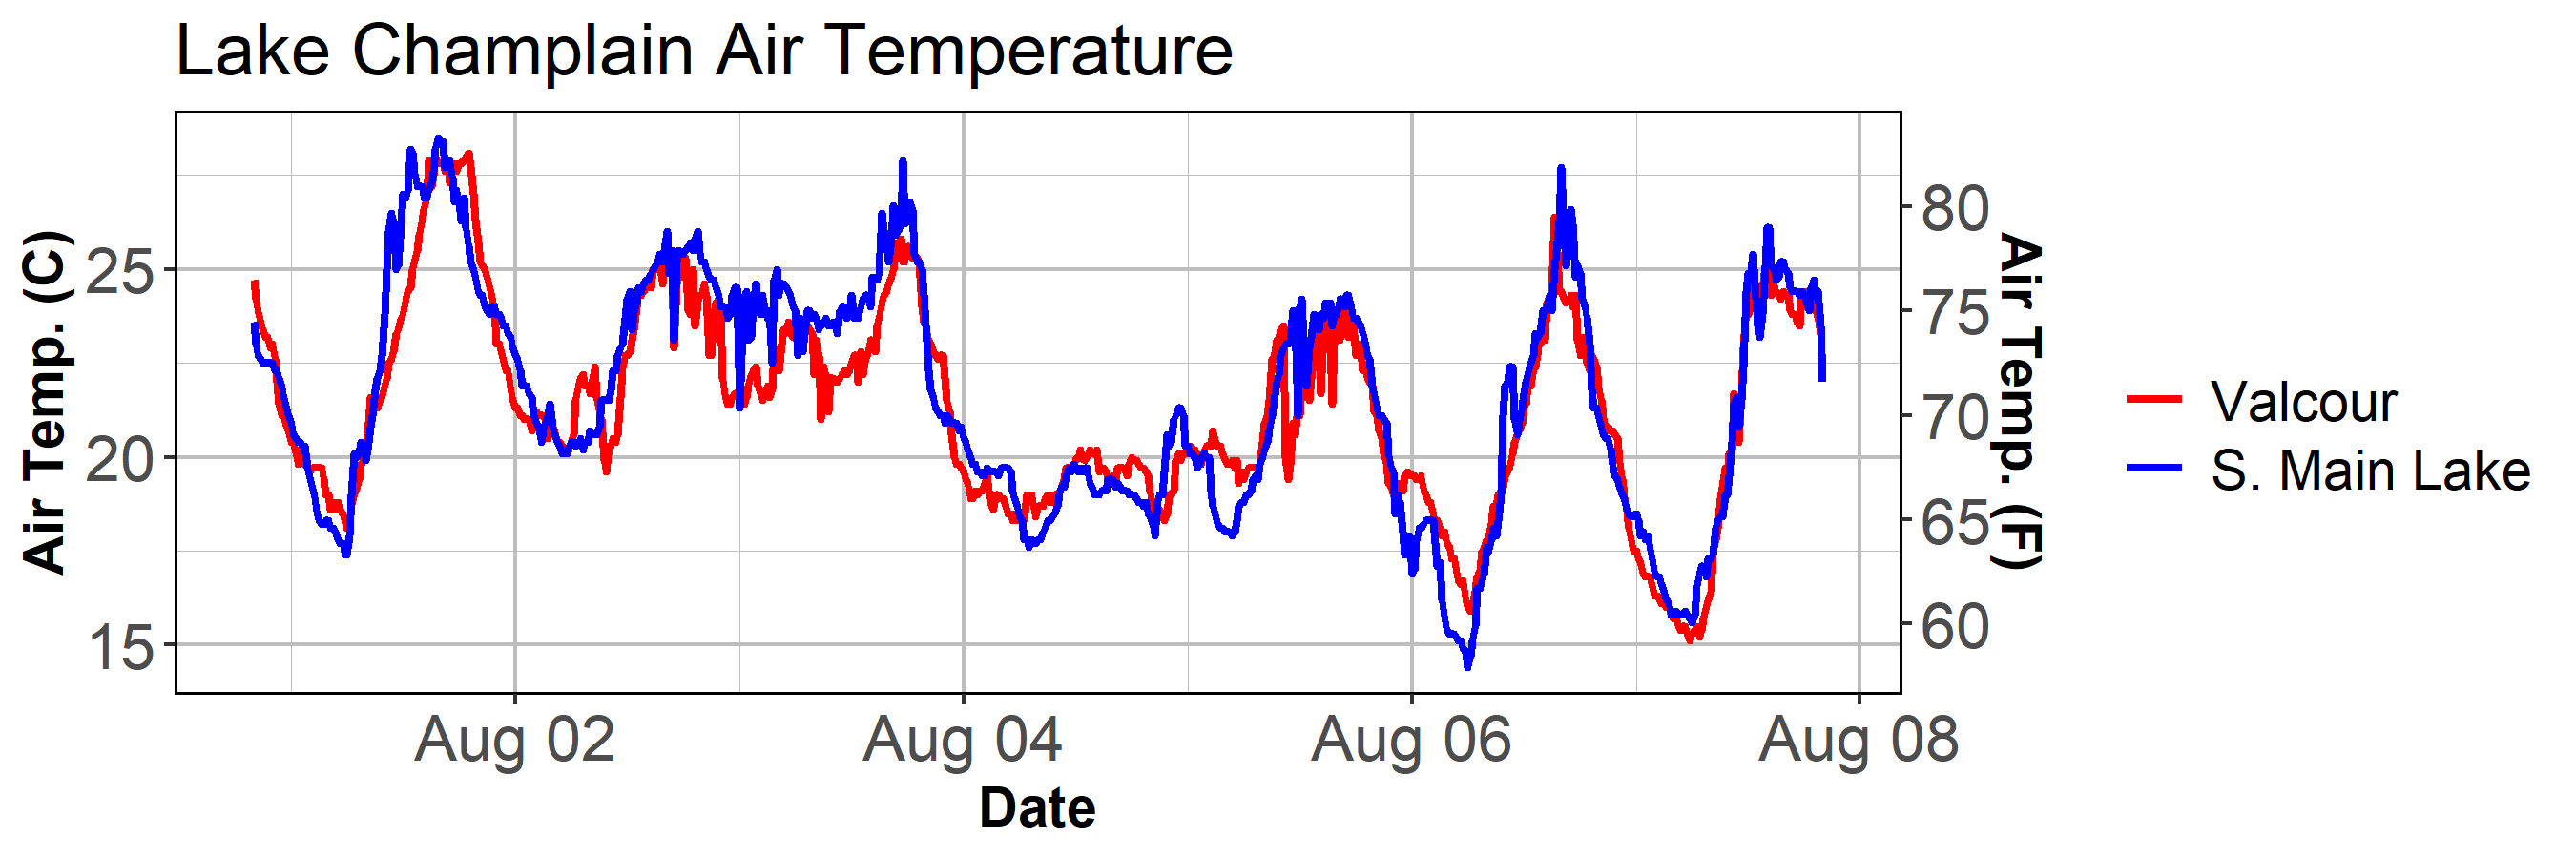 Lake Champlain Air Temperature
Air Temp. (C)
25
20
15
80
75
70
65
60
Air Temp. (F)
Aug 02
Aug 04
Aug 06
Aug 08
Date
Valcour
S. Main Lake